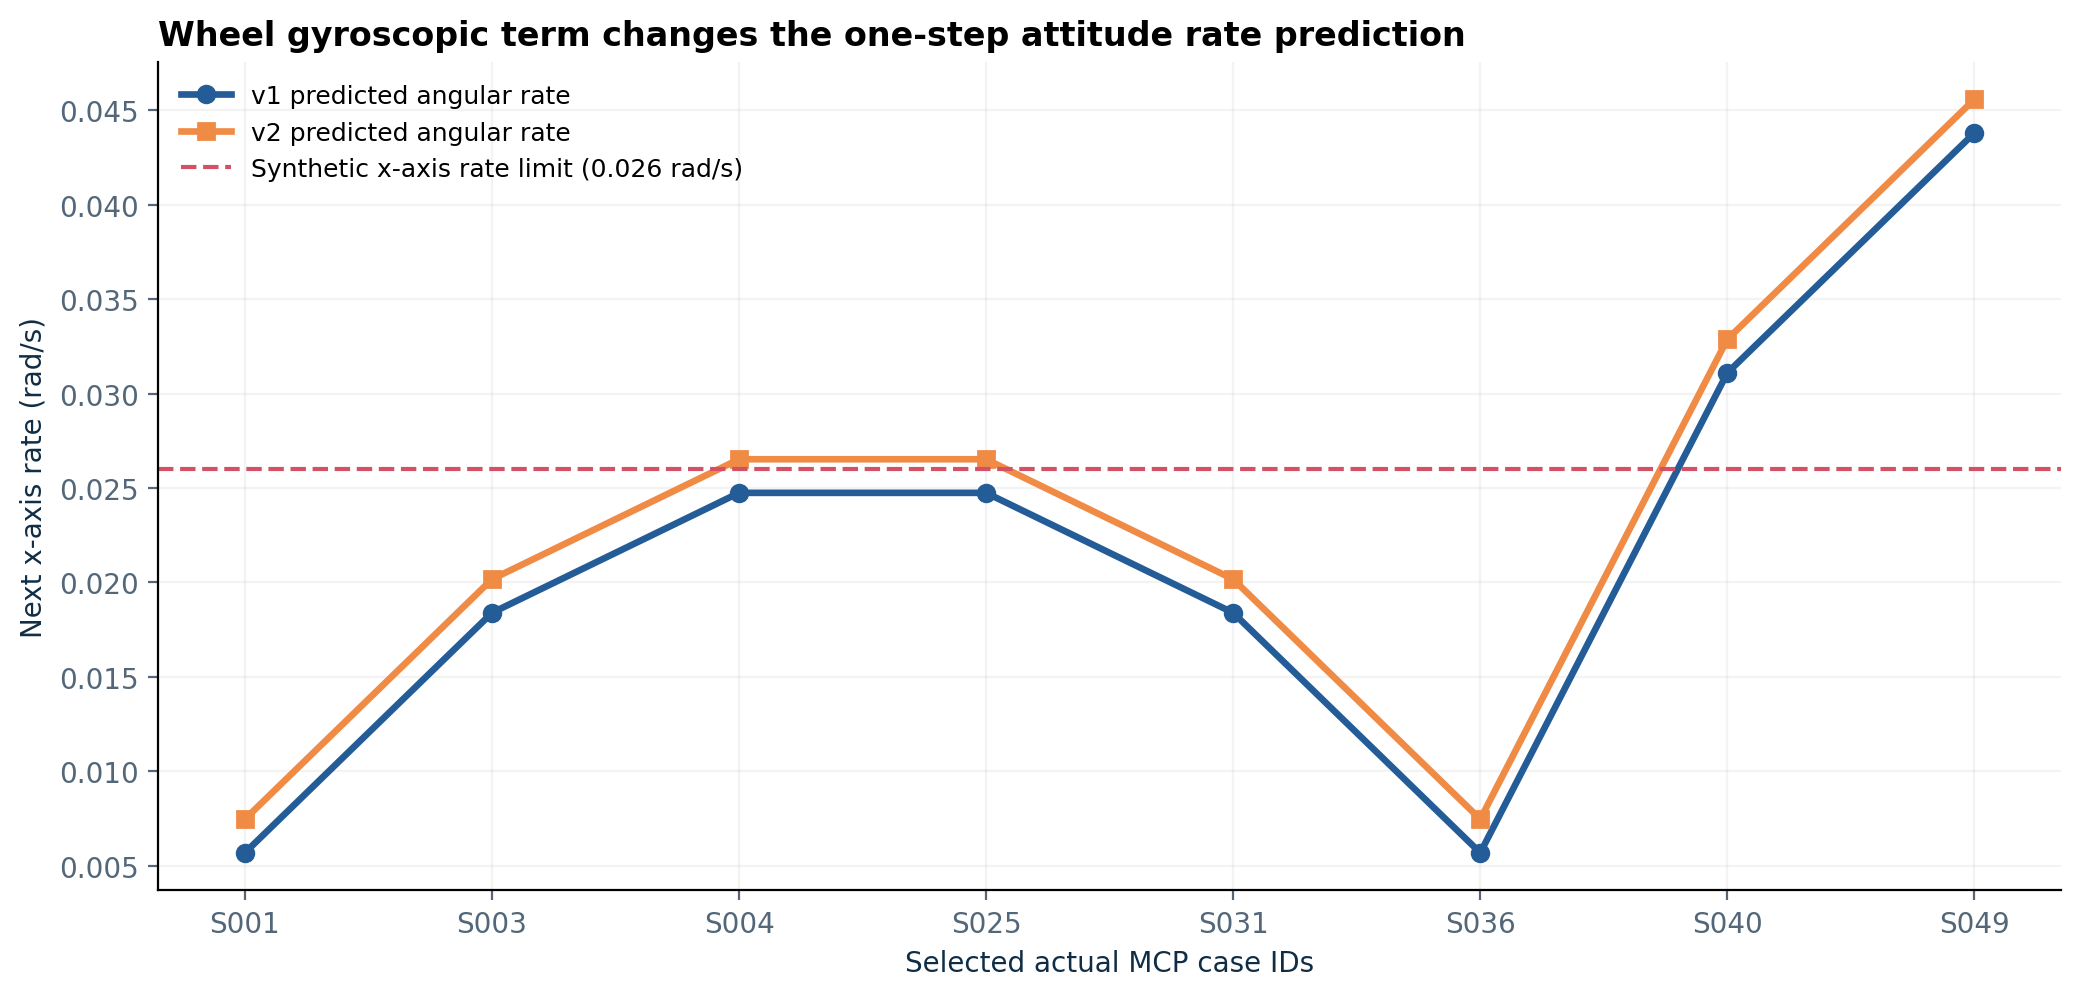 Wheel gyroscopic term changes the one-step attitude rate prediction
v1 predicted angular rate
v2 predicted angular rate
Synthetic x-axis rate limit (0.026 rad/s)
Next x-axis rate (rad/s)
0.045
0.040
0.035
0.030
0.025
0.020
0.015
0.010
0.005
S001 S003 S004 S025 S031 S036 S040 S049
Selected actual MCP case IDs